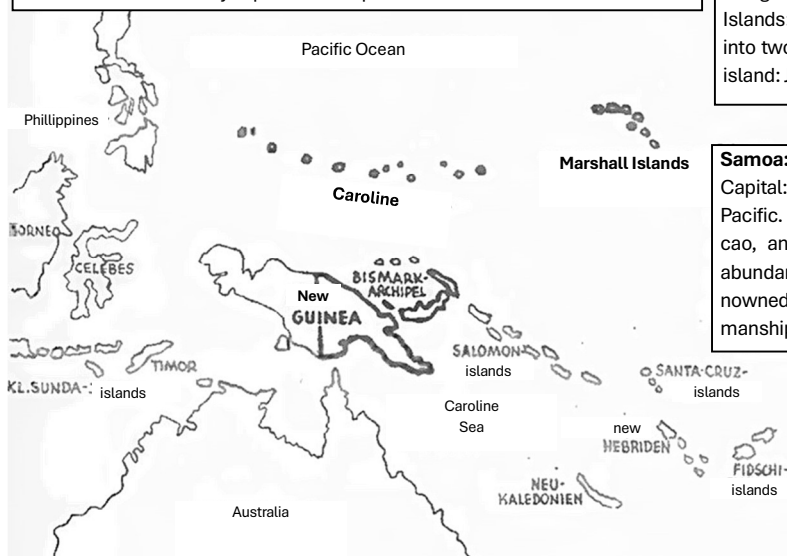 Islands:
into two
island:
Pacific Ocean
Phillippines
Marshall Islands
Samoa:
Capital:
Pacific.
cao, an
abundan
nowned
manship
Caroline
BORNEO
CELEBES
BISMARK-
ARCHIPEL
New
GUINEA
SALOMON-
islands
TIMOR
KL.SUNDA-:
islands
SANTA-CRUZ-
islands
Caroline
Sea
new
HEBRIDEN
FIDSCHI-
islands
NEU-
KALEDONIEN
Australia